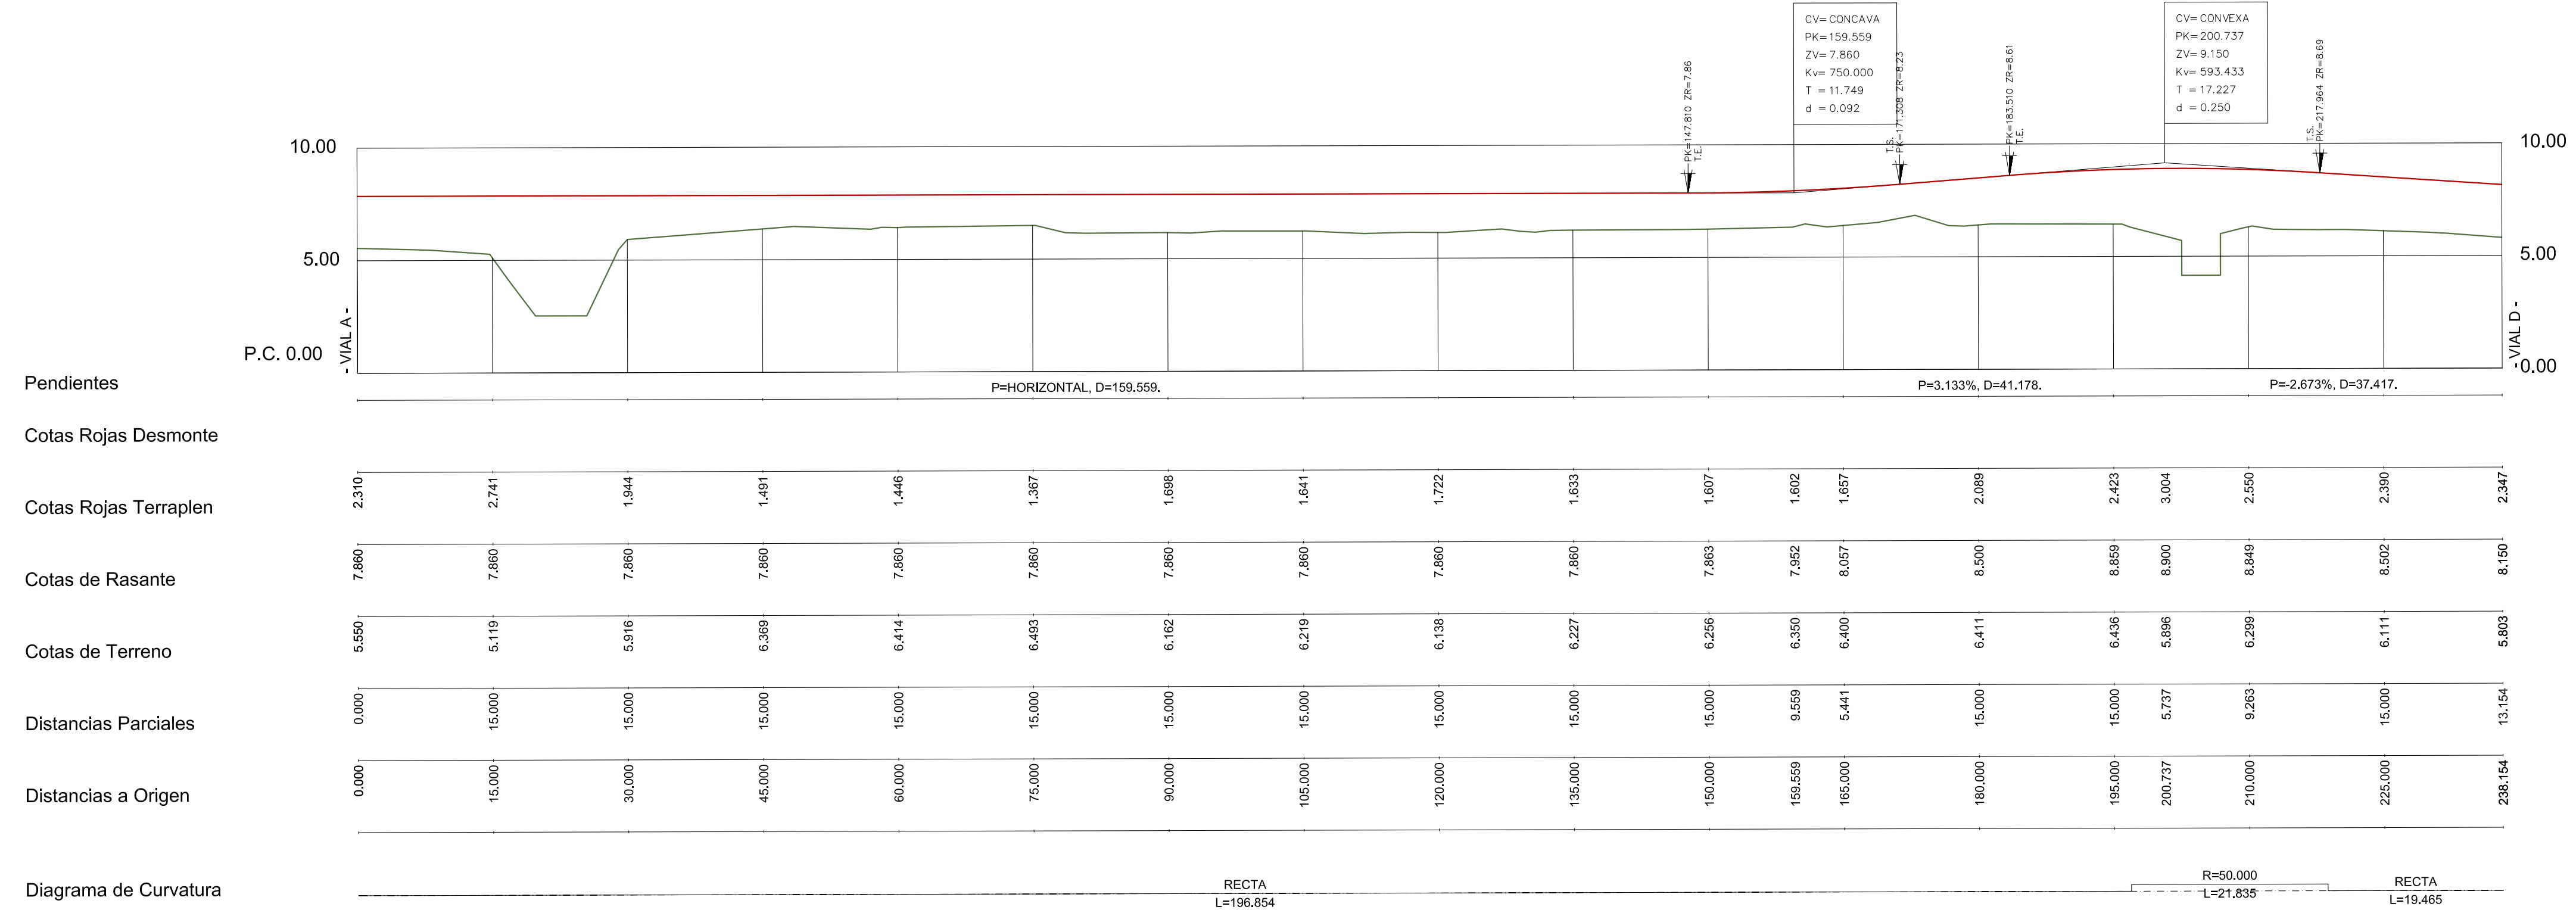 CV= CONCAVA
PK=159.559
ZV= 7.860
Kv= 750.000
T = 11.749
d = 0.092
CV= CONVEXA
PK=200.737
ZV= 9.150
Kv= 593.433
T = 17.227
d = 0.250
PK=147.810 ZR=7.86
T.E.
T.S.
PK=171.308 ZR=8.23
PK=183.510 ZR=8.61
T.E.
T.S.
PK=217.964 ZR=8.69
10.00
10.00
5.00
5.00
P.C. 0.00
0.00
- VIAL A -
- VIAL D -
Pendientes
P=HORIZONTAL, D=159.559.
P=3.133%, D=41.178.
P=-2.673%, D=37.417.
Cotas Rojas Desmonte
Cotas Rojas Terraplen
2.310 2.741 1.944 1.491 1.446 1.367 1.698 1.641 1.722 1.633 1.607 1.602 1.657 2.089 2.423 3.004 2.550 2.390 2.347
Cotas de Rasante
7.860 7.860 7.860 7.860 7.860 7.860 7.860 7.860 7.860 7.860 7.863 7.952 8.057 8.500 8.859 8.900 8.849 8.502 8.150
Cotas de Terreno
5.550 5.119 5.916 6.369 6.414 6.493 6.162 6.219 6.138 6.227 6.256 6.350 6.400 6.411 6.436 5.896 6.299 6.111 5.803
Distancias Parciales
0.000 15.000 15.000 15.000 15.000 15.000 15.000 15.000 15.000 15.000 15.000 9.559 5.441 15.000 15.000 5.737 9.263 15.000 13.154
Distancias a Origen
0.000 15.000 30.000 45.000 60.000 75.000 90.000 105.000 120.000 135.000 150.000 159.559 165.000 180.000 195.000 200.737 210.000 225.000 238.154
Diagrama de Curvatura
RECTA
L=196.854
R=50.000
L=21.835
RECTA
L=19.465